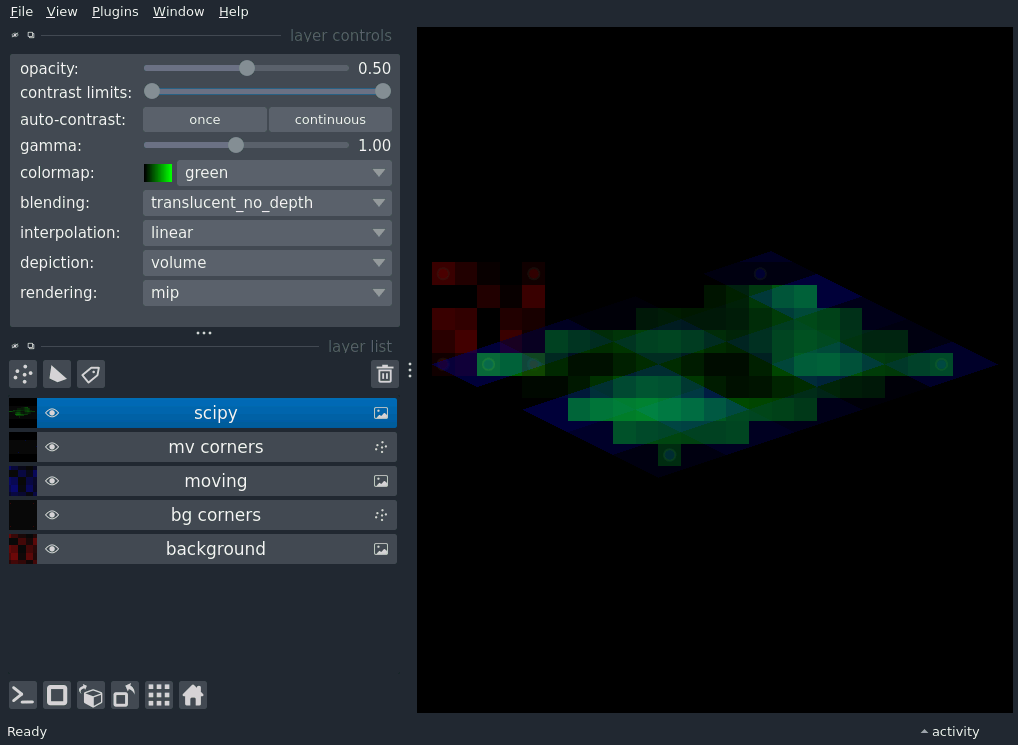 File View Plugins Window Help
layer controls
opacity: 0.50
contrast limits:
auto-contrast: once continuous
gamma: 1.00
colormap: green
blending: translucent_no_depth
interpolation: linear
depiction: volume
rendering: mip
layer list
scipy
mv corners
moving
bg corners
background
Ready activity